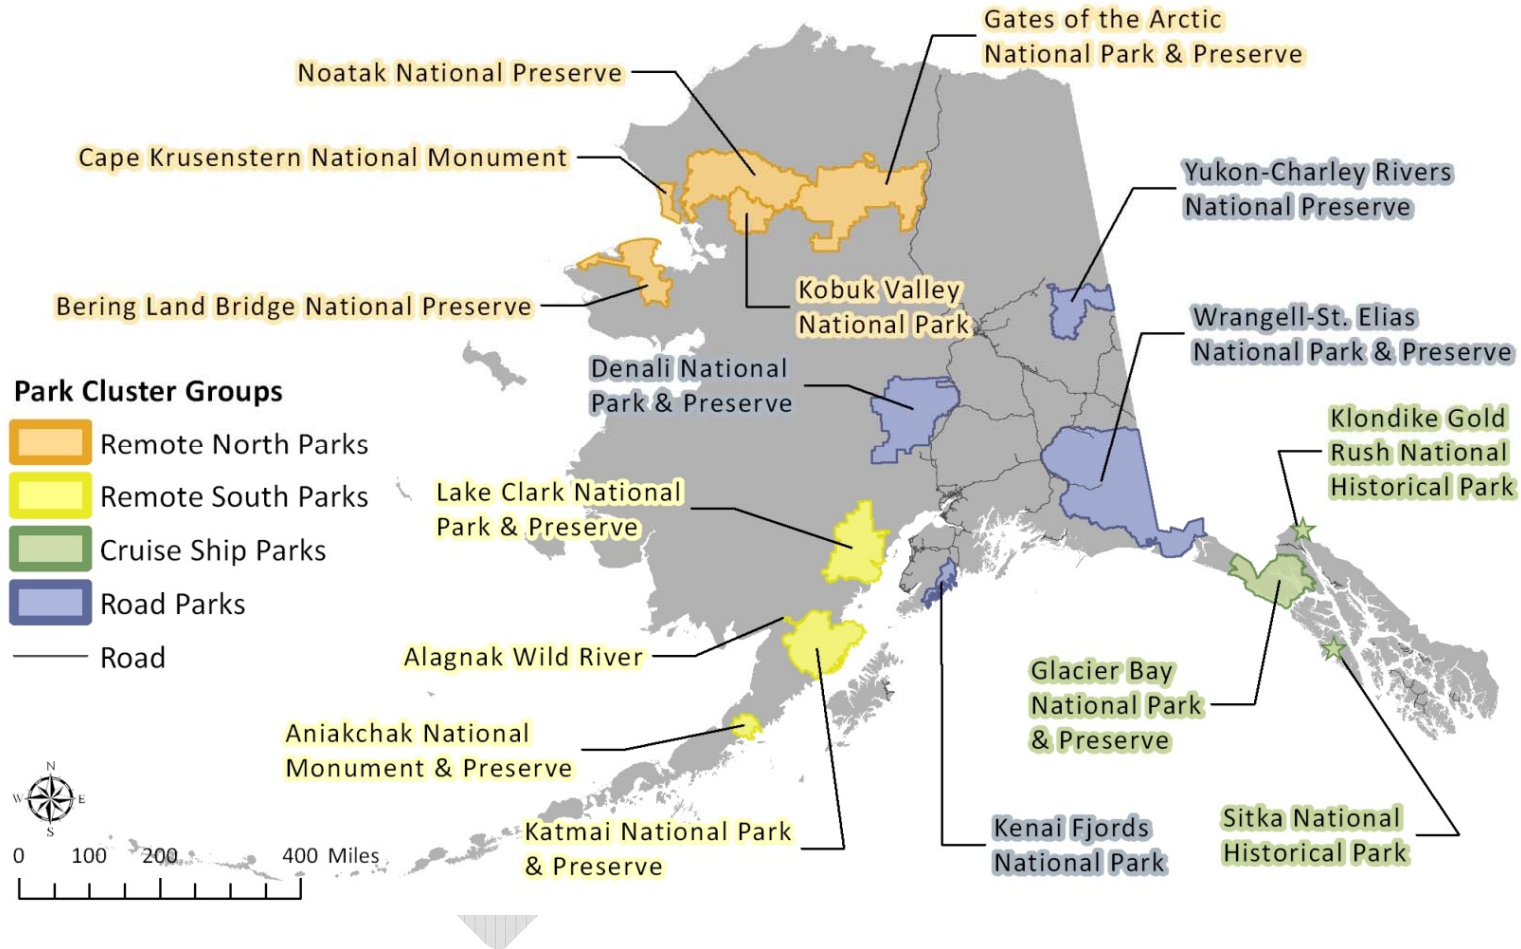 Gates of the Arctic
National Park & Preserve
Noatak National Preserve
Cape Krusenstern National Monument
Yukon-Charley Rivers
National Preserve
Bering Land Bridge National Preserve
Kobuk Valley
National Park
Wrangell-St. Elias
National Park & Preserve
Denali National
Park & Preserve
Klondike Gold
Rush National
Historical Park
Park Cluster Groups
Remote North Parks
Remote South Parks
Cruise Ship Parks
Road Parks
Road
Lake Clark National
Park & Preserve
Alagnak Wild River
Glacier Bay
National Park
& Preserve
Aniakchak National
Monument & Preserve
Katmai National Park
& Preserve
Kenai Fjords
National Park
Sitka National
Historical Park
N
W E
S
0 100 200 400 Miles